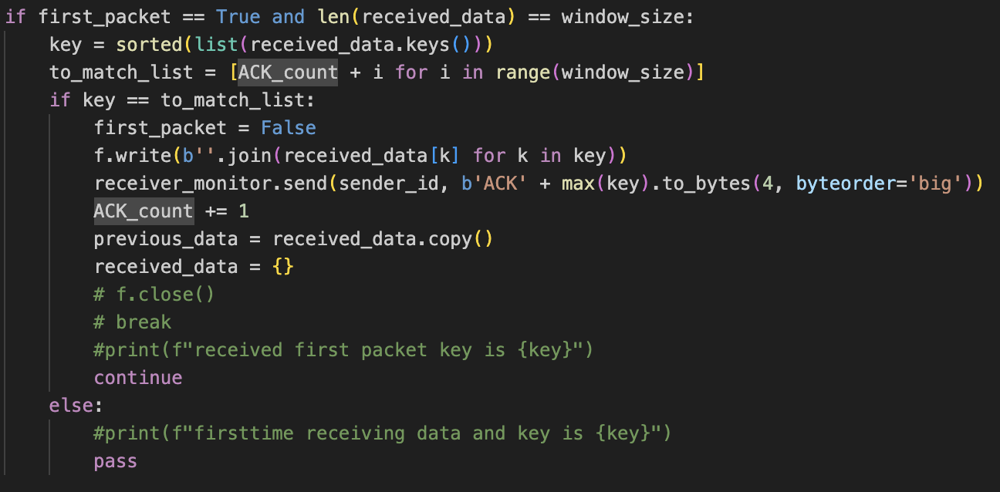 if first_packet == True and len(received_data) == window_size:
    key = sorted(list(received_data.keys()))
    to_match_list = [ACK_count + i for i in range(window_size)]
    if key == to_match_list:
        first_packet = False
        f.write(b''.join(received_data[k] for k in key))
        receiver_monitor.send(sender_id, b'ACK' + max(key).to_bytes(4, byteorder='big'))
        ACK_count += 1
        previous_data = received_data.copy()
        received_data = {}
        # f.close()
        # break
        #print(f"received first packet key is {key}")
        continue
    else:
        #print(f"firsttime receiving data and key is {key}")
        pass